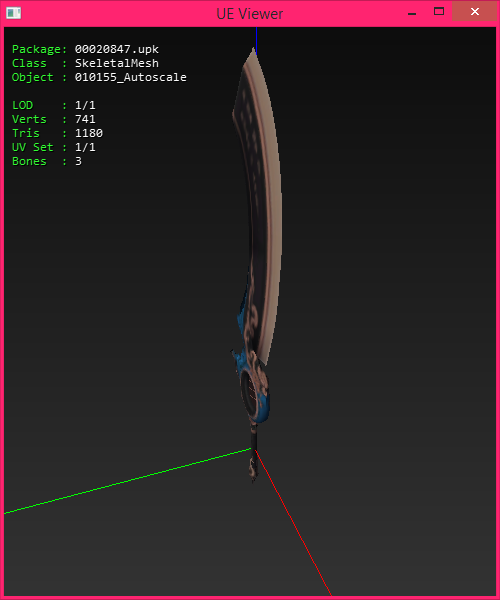 UE Viewer
Package: 00020847.upk
Class  : SkeletalMesh
Object : 010155_Autoscale
LOD    : 1/1
Verts  : 741
Tris   : 1180
UV Set : 1/1
Bones  : 3